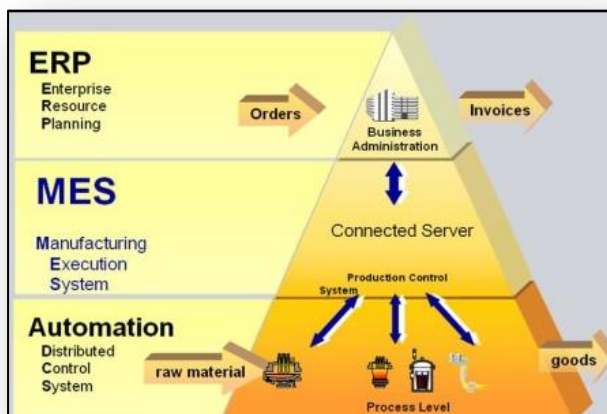 ERP
Enterprise
Resource
Planning
Orders
Invoices
Business
Administration
MES
Manufacturing
Execution
System
Connected Server
Production Control
System
Automation
Distributed
Control
System
raw material
goods
Process Level